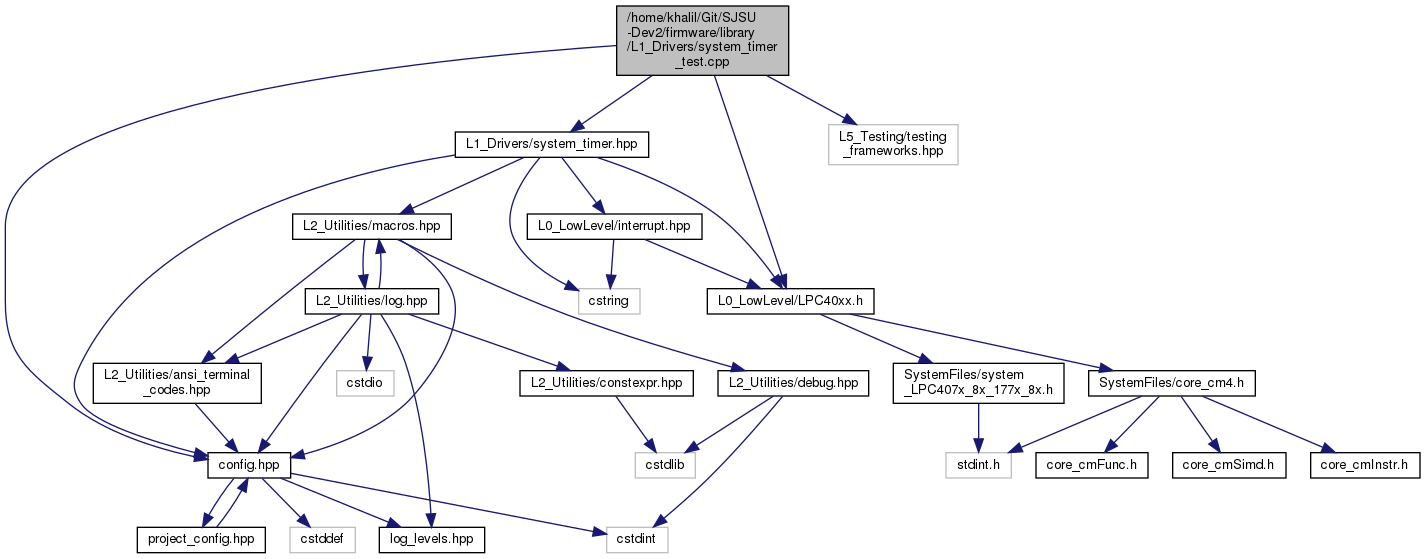 /home/khalil/Git/SJSU
-Dev2/firmware/library
/L1_Drivers/system_timer
_test.cpp
L5_Testing/testing
_frameworks.hpp
L1_Drivers/system_timer.hpp
L2_Utilities/macros.hpp
L0_LowLevel/interrupt.hpp
L2_Utilities/log.hpp
cstring
L0_LowLevel/LPC40xx.h
L2_Utilities/ansi_terminal
_codes.hpp
cstdio
L2_Utilities/constexpr.hpp
L2_Utilities/debug.hpp
SystemFiles/system
_LPC407x_8x_177x_8x.h
SystemFiles/core_cm4.h
config.hpp
cstdlib
stdint.h
core_cmFunc.h
core_cmSimd.h
core_cmInstr.h
project_config.hpp
cstddef
log_levels.hpp
cstdint